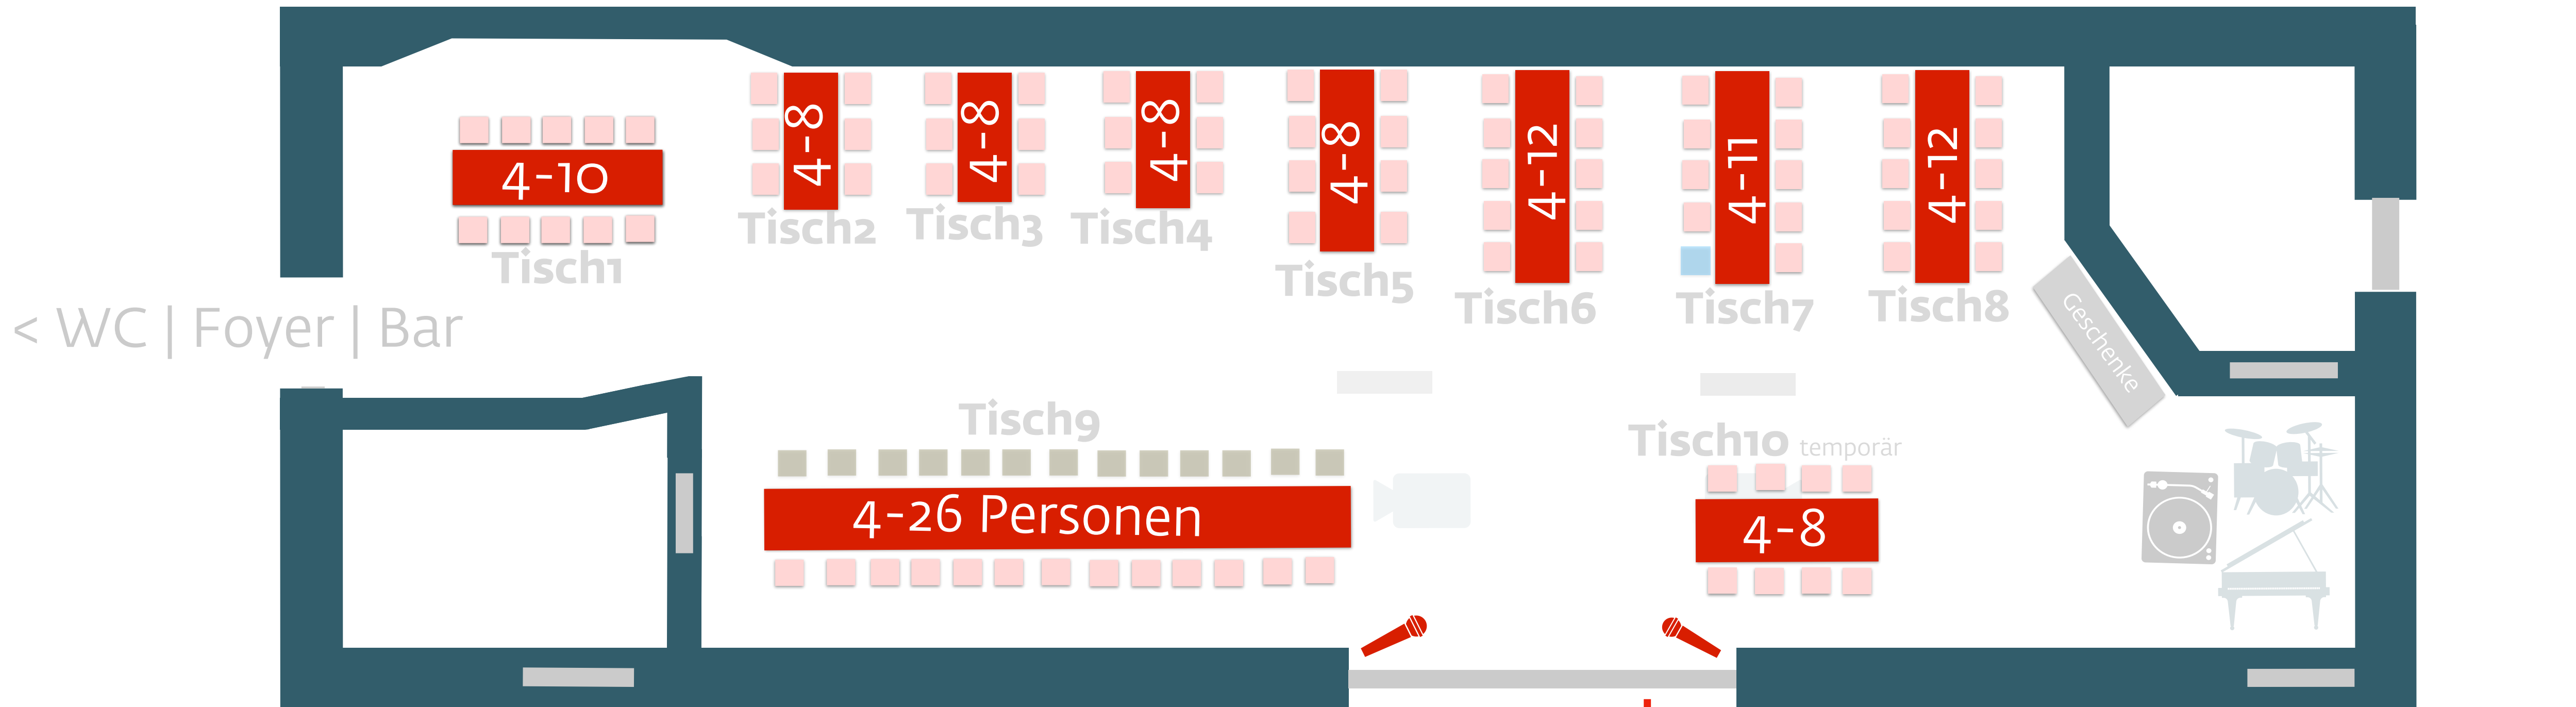 4-10
Tisch1
4-8
Tisch2
4-8
Tisch3
4-8
Tisch4
4-8
Tisch5
4-12
Tisch6
4-11
Tisch7
4-12
Tisch8
Geschenke
< WC | Foyer | Bar
Tisch9
4-26 Personen
Tisch10 temporär
4-8